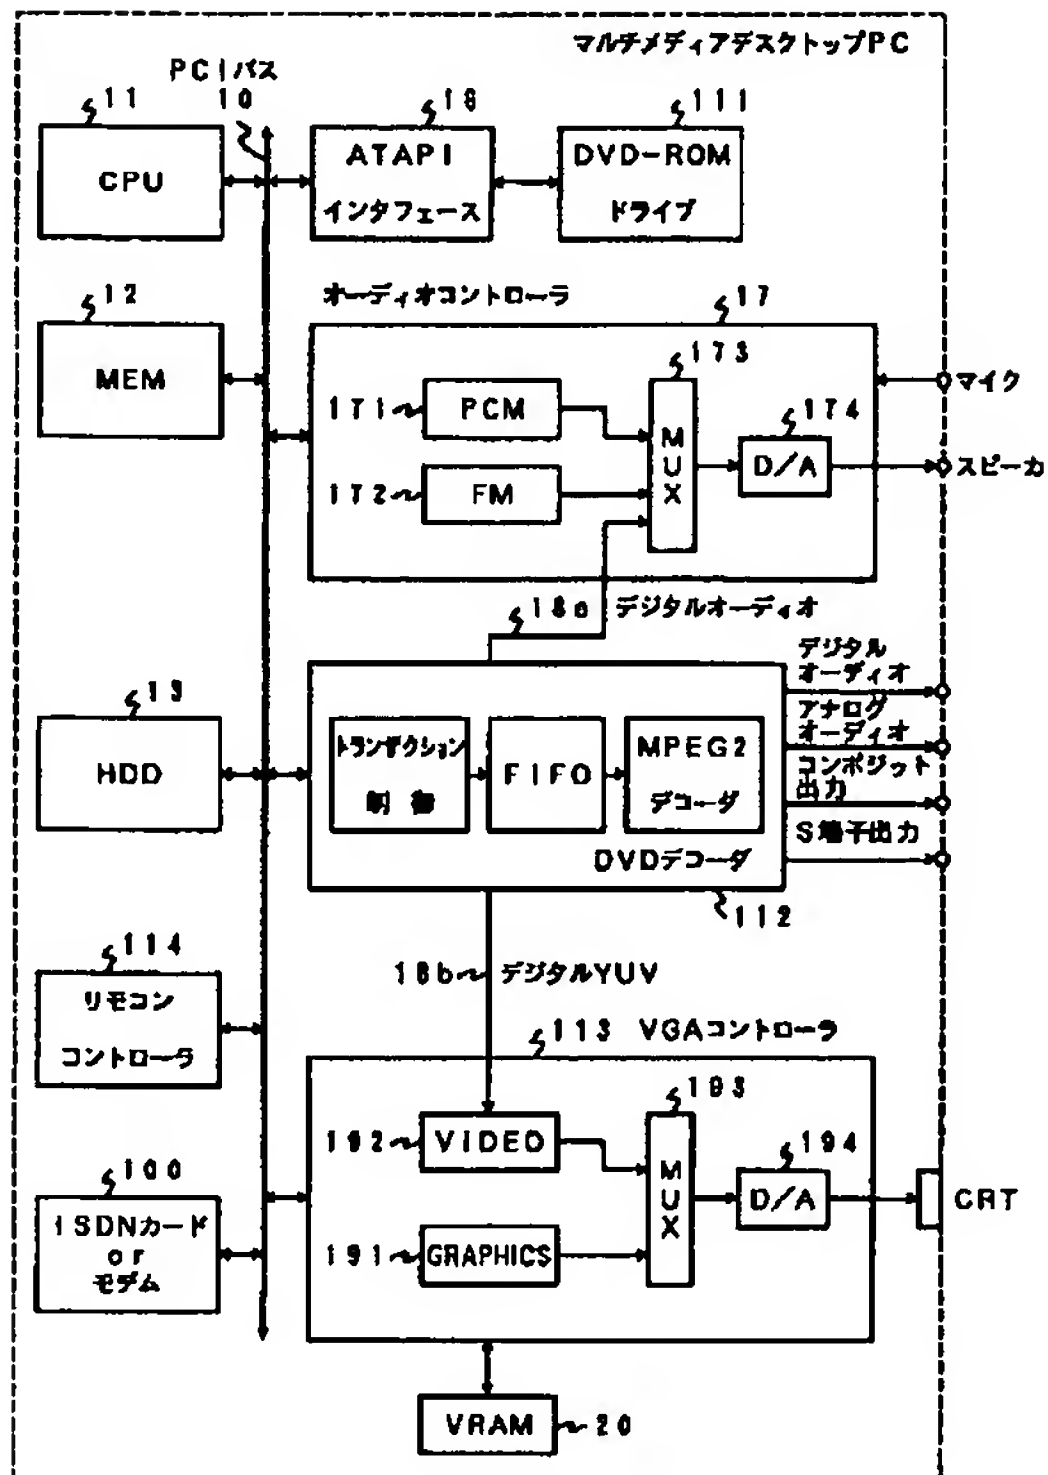 マルチメディアデスクトップPC
PCIバス
10
11
CPU
16
ATAPI
インタフェース
111
DVD-ROM
ドライブ
12
MEM
オーディオコントローラ
17
171
PCM
172
FM
173
MUX
174
D/A
マイク
スピーカ
18a デジタルオーディオ
13
HDD
トランザクション
制御
FIFO
MPEG2
デコーダ
DVDデコーダ
112
デジタル
オーディオ
アナログ
オーディオ
コンポジット
出力
S端子出力
114
リモコン
コントローラ
18b デジタルYUV
113 VGAコントローラ
192
VIDEO
191
GRAPHICS
193
MUX
194
D/A
CRT
100
ISDNカード
or
モデム
VRAM
20